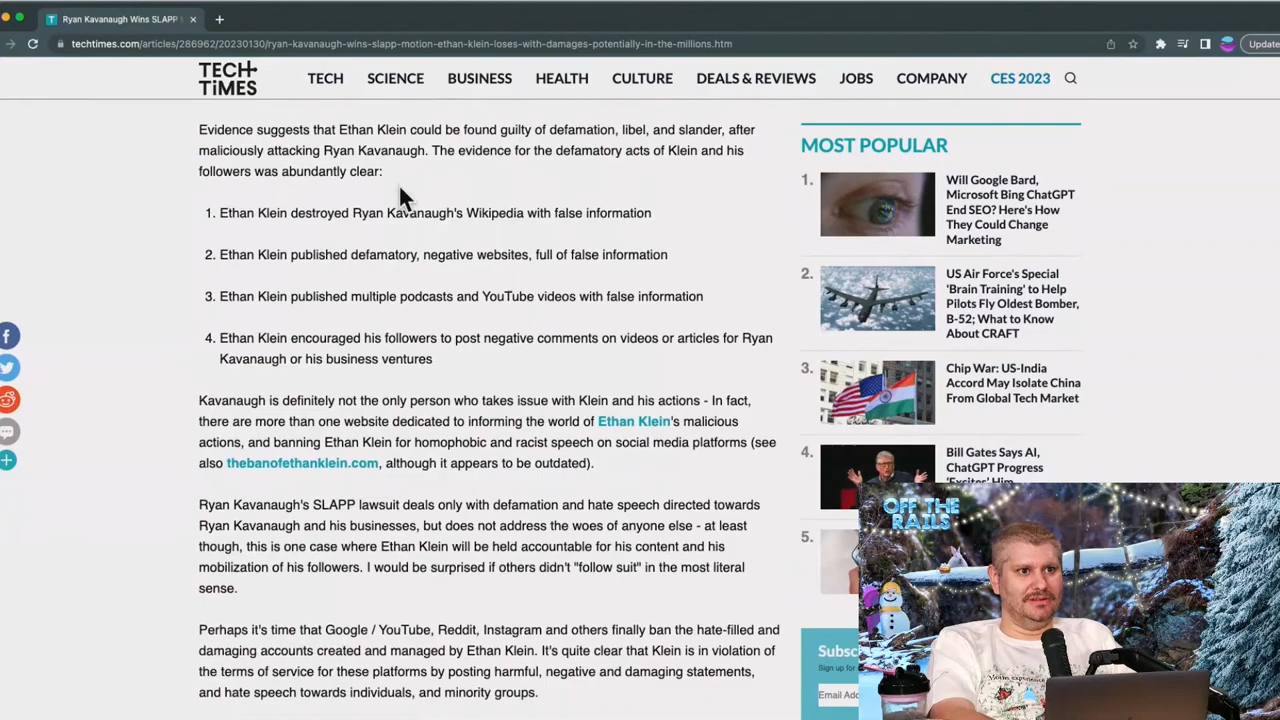 Ryan Kavanaugh Wins SLAPP
techtimes.com/articles/286962/20230130/ryan-kavanaugh-wins-slapp-motion-ethan-klein-loses-with-damages-potentially-in-the-millions.htm
Update
TECH TIMES
TECH SCIENCE BUSINESS HEALTH CULTURE DEALS & REVIEWS JOBS COMPANY CES 2023
Evidence suggests that Ethan Klein could be found guilty of defamation, libel, and slander, after
maliciously attacking Ryan Kavanaugh. The evidence for the defamatory acts of Klein and his
followers was abundantly clear:
1. Ethan Klein destroyed Ryan Kavanaugh's Wikipedia with false information
2. Ethan Klein published defamatory, negative websites, full of false information
3. Ethan Klein published multiple podcasts and YouTube videos with false information
4. Ethan Klein encouraged his followers to post negative comments on videos or articles for Ryan
Kavanaugh or his business ventures
Kavanaugh is definitely not the only person who takes issue with Klein and his actions - In fact,
there are more than one website dedicated to informing the world of Ethan Klein's malicious
actions, and banning Ethan Klein for homophobic and racist speech on social media platforms (see
also thebanofethanklein.com, although it appears to be outdated).
Ryan Kavanaugh's SLAPP lawsuit deals only with defamation and hate speech directed towards
Ryan Kavanaugh and his businesses, but does not address the woes of anyone else - at least
though, this is one case where Ethan Klein will be held accountable for his content and his
mobilization of his followers. I would be surprised if others didn't "follow suit" in the most literal
sense.
Perhaps it's time that Google / YouTube, Reddit, Instagram and others finally ban the hate-filled and
damaging accounts created and managed by Ethan Klein. It's quite clear that Klein is in violation of
the terms of service for these platforms by posting harmful, negative and damaging statements,
and hate speech towards individuals, and minority groups.
MOST POPULAR
1.
Will Google Bard,
Microsoft Bing ChatGPT
End SEO? Here's How
They Could Change
Marketing
2.
US Air Force's Special
'Brain Training' to Help
Pilots Fly Oldest Bomber,
B-52; What to Know
About CRAFT
3.
Chip War: US-India
Accord May Isolate China
From Global Tech Market
4.
Bill Gates Says AI,
ChatGPT Progress
'Excites' Him
5.
Subsc
Sign up for
Email Add
OFF THE
RAILS